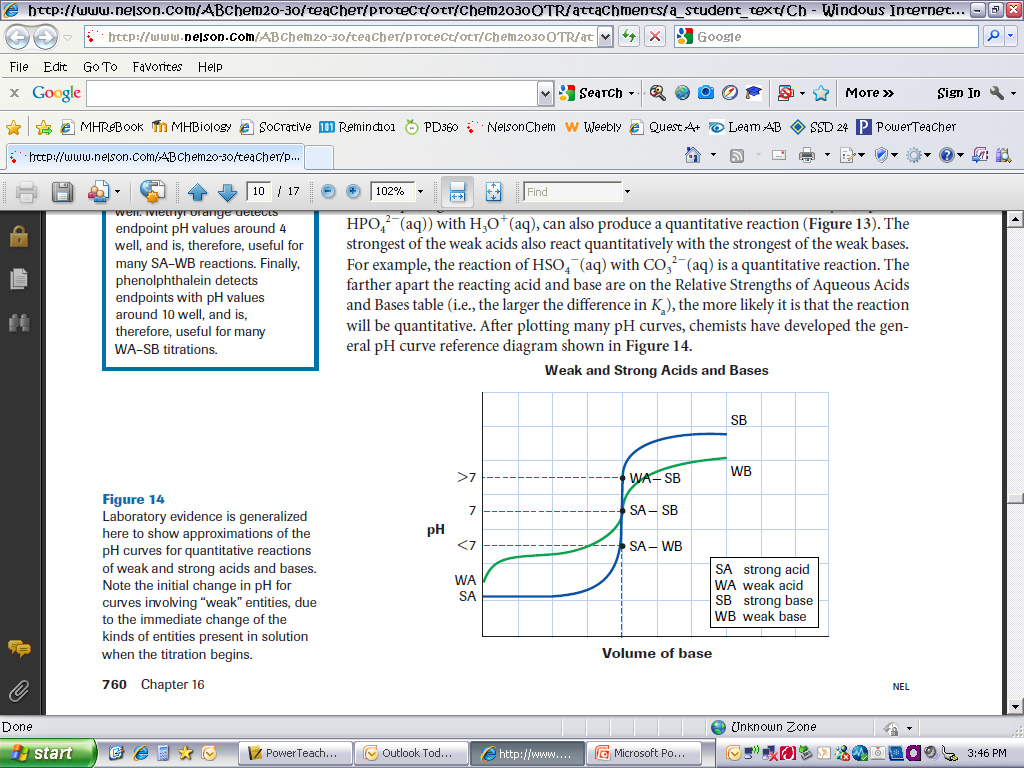 http://www.nelson.com/ABChem20-30/teacher/protect/otr/Chem2030OTR/attachments/a_student_text/Ch - Windows Internet...
http://www.nelson.com/ABChem20-30/teacher/protect/otr/Chem2030OTR/at
Google
File Edit Go To Favorites Help
x Google Search More >> Sign In
MHReBook MHBiology Socrative Remind101 PD360 NelsonChem Weebly Quest A+ Learn AB SSD 24 PowerTeacher
http://www.nelson.com/ABChem20-30/teacher/p...
10 / 17 102% Find
well. Methyl orange detects
endpoint pH values around 4
well, and is, therefore, useful for
many SA–WB reactions. Finally,
phenolphthalein detects
endpoints with pH values
around 10 well, and is,
therefore, useful for many
WA–SB titrations.
HPO₄²⁻(aq)) with H₃O⁺(aq), can also produce a quantitative reaction (Figure 13). The
strongest of the weak acids also react quantitatively with the strongest of the weak bases.
For example, the reaction of HSO₄⁻(aq) with CO₃²⁻(aq) is a quantitative reaction. The
farther apart the reacting acid and base are on the Relative Strengths of Aqueous Acids
and Bases table (i.e., the larger the difference in Kₐ), the more likely it is that the reaction
will be quantitative. After plotting many pH curves, chemists have developed the gen-
eral pH curve reference diagram shown in Figure 14.
Weak and Strong Acids and Bases
SB
WB
>7
WA – SB
7
SA – SB
pH
<7
SA – WB
WA
SA
SA strong acid
WA weak acid
SB strong base
WB weak base
Volume of base
Figure 14
Laboratory evidence is generalized
here to show approximations of the
pH curves for quantitative reactions
of weak and strong acids and bases.
Note the initial change in pH for
curves involving “weak” entities, due
to the immediate change of the
kinds of entities present in solution
when the titration begins.
760 Chapter 16
NEL
Done
Unknown Zone
start PowerTeach... Outlook Tod... http://www.... Microsoft Po... 3:46 PM